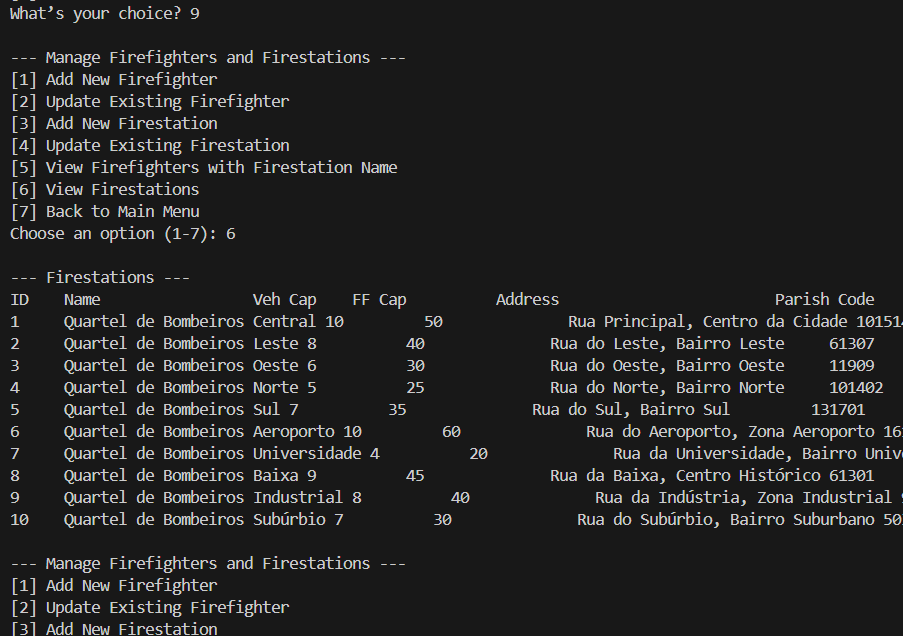 What’s your choice? 9
--- Manage Firefighters and Firestations ---
[1] Add New Firefighter
[2] Update Existing Firefighter
[3] Add New Firestation
[4] Update Existing Firestation
[5] View Firefighters with Firestation Name
[6] View Firestations
[7] Back to Main Menu
Choose an option (1-7): 6
--- Firestations ---
ID Name Veh Cap FF Cap Address Parish Code
1 Quartel de Bombeiros Central 10 50 Rua Principal, Centro da Cidade 101514
2 Quartel de Bombeiros Leste 8 40 Rua do Leste, Bairro Leste 61307
3 Quartel de Bombeiros Oeste 6 30 Rua do Oeste, Bairro Oeste 11909
4 Quartel de Bombeiros Norte 5 25 Rua do Norte, Bairro Norte 101402
5 Quartel de Bombeiros Sul 7 35 Rua do Sul, Bairro Sul 131701
6 Quartel de Bombeiros Aeroporto 10 60 Rua do Aeroporto, Zona Aeroporto
7 Quartel de Bombeiros Universidade 4 20 Rua da Universidade, Bairro
8 Quartel de Bombeiros Baixa 9 45 Rua da Baixa, Centro Histórico 61301
9 Quartel de Bombeiros Industrial 8 40 Rua da Indústria, Zona Industrial
10 Quartel de Bombeiros Subúrbio 7 30 Rua do Subúrbio, Bairro Suburbano
--- Manage Firefighters and Firestations ---
[1] Add New Firefighter
[2] Update Existing Firefighter
[3] Add New Firestation